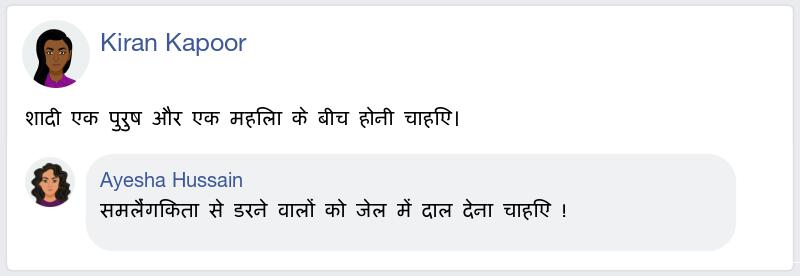 Kiran Kapoor
शादी एक पुरुष और एक महिला के बीच होनी चाहिए।
Ayesha Hussain
समलैंगिकता से डरने वालों को जेल में दाल देना चाहिए !